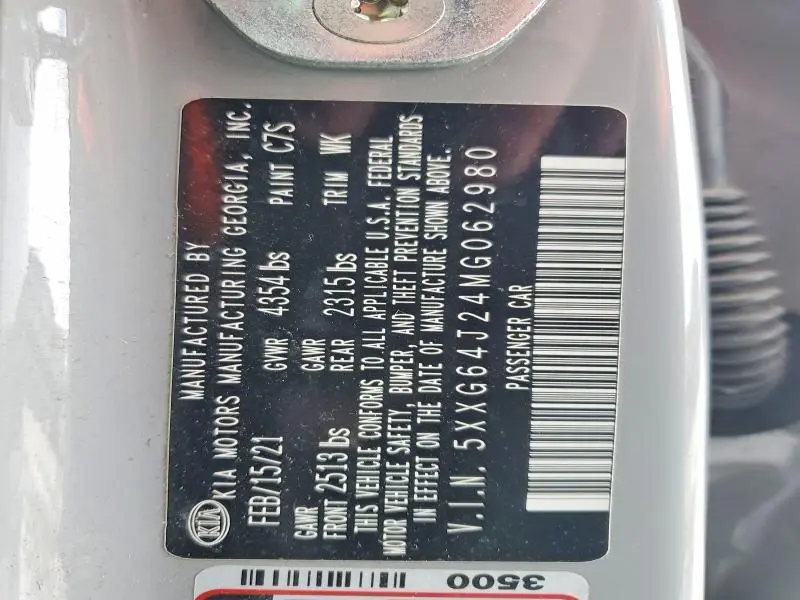 MANUFACTURED BY
KIA KIA MOTORS MANUFACTURING GEORGIA, INC.
FEB/15/21 GVWR 4354 lbs PAINT C7S
GAWR FRONT 2513 lbs GAWR REAR 2315 lbs TRIM WK
THIS VEHICLE CONFORMS TO ALL APPLICABLE U.S.A. FEDERAL
MOTOR VEHICLE SAFETY, BUMPER, AND THEFT PREVENTION STANDARDS
IN EFFECT ON THE DATE OF MANUFACTURE SHOWN ABOVE.
V.I.N. 5XXG64J24MG062980
PASSENGER CAR
3500